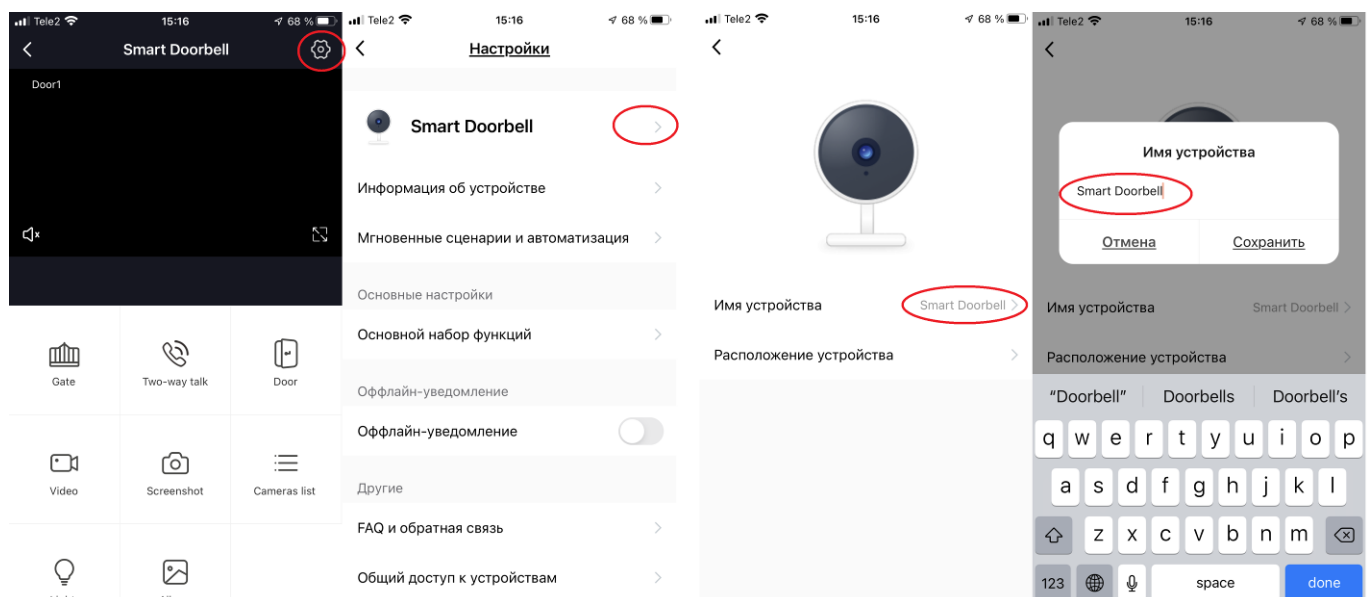 Tele2 15:16 68 %
Smart Doorbell
Door1
Gate Two-way talk Door
Video Screenshot Cameras list
Tele2 15:16 68 %
Настройки
Smart Doorbell
Информация об устройстве
Мгновенные сценарии и автоматизация
Основные настройки
Основной набор функций
Оффлайн-уведомление
Оффлайн-уведомление
Другие
FAQ и обратная связь
Общий доступ к устройствам
Tele2 15:16 68 %
Имя устройства Smart Doorbell
Расположение устройства
Tele2 15:16 68 %
Имя устройства
Smart Doorbell
Отмена Сохранить
Имя устройства Smart Doorbell
Расположение устройства
“Doorbell” Doorbells Doorbell's
q w e r t y u i o p
a s d f g h j k l
z x c v b n m
123 space done